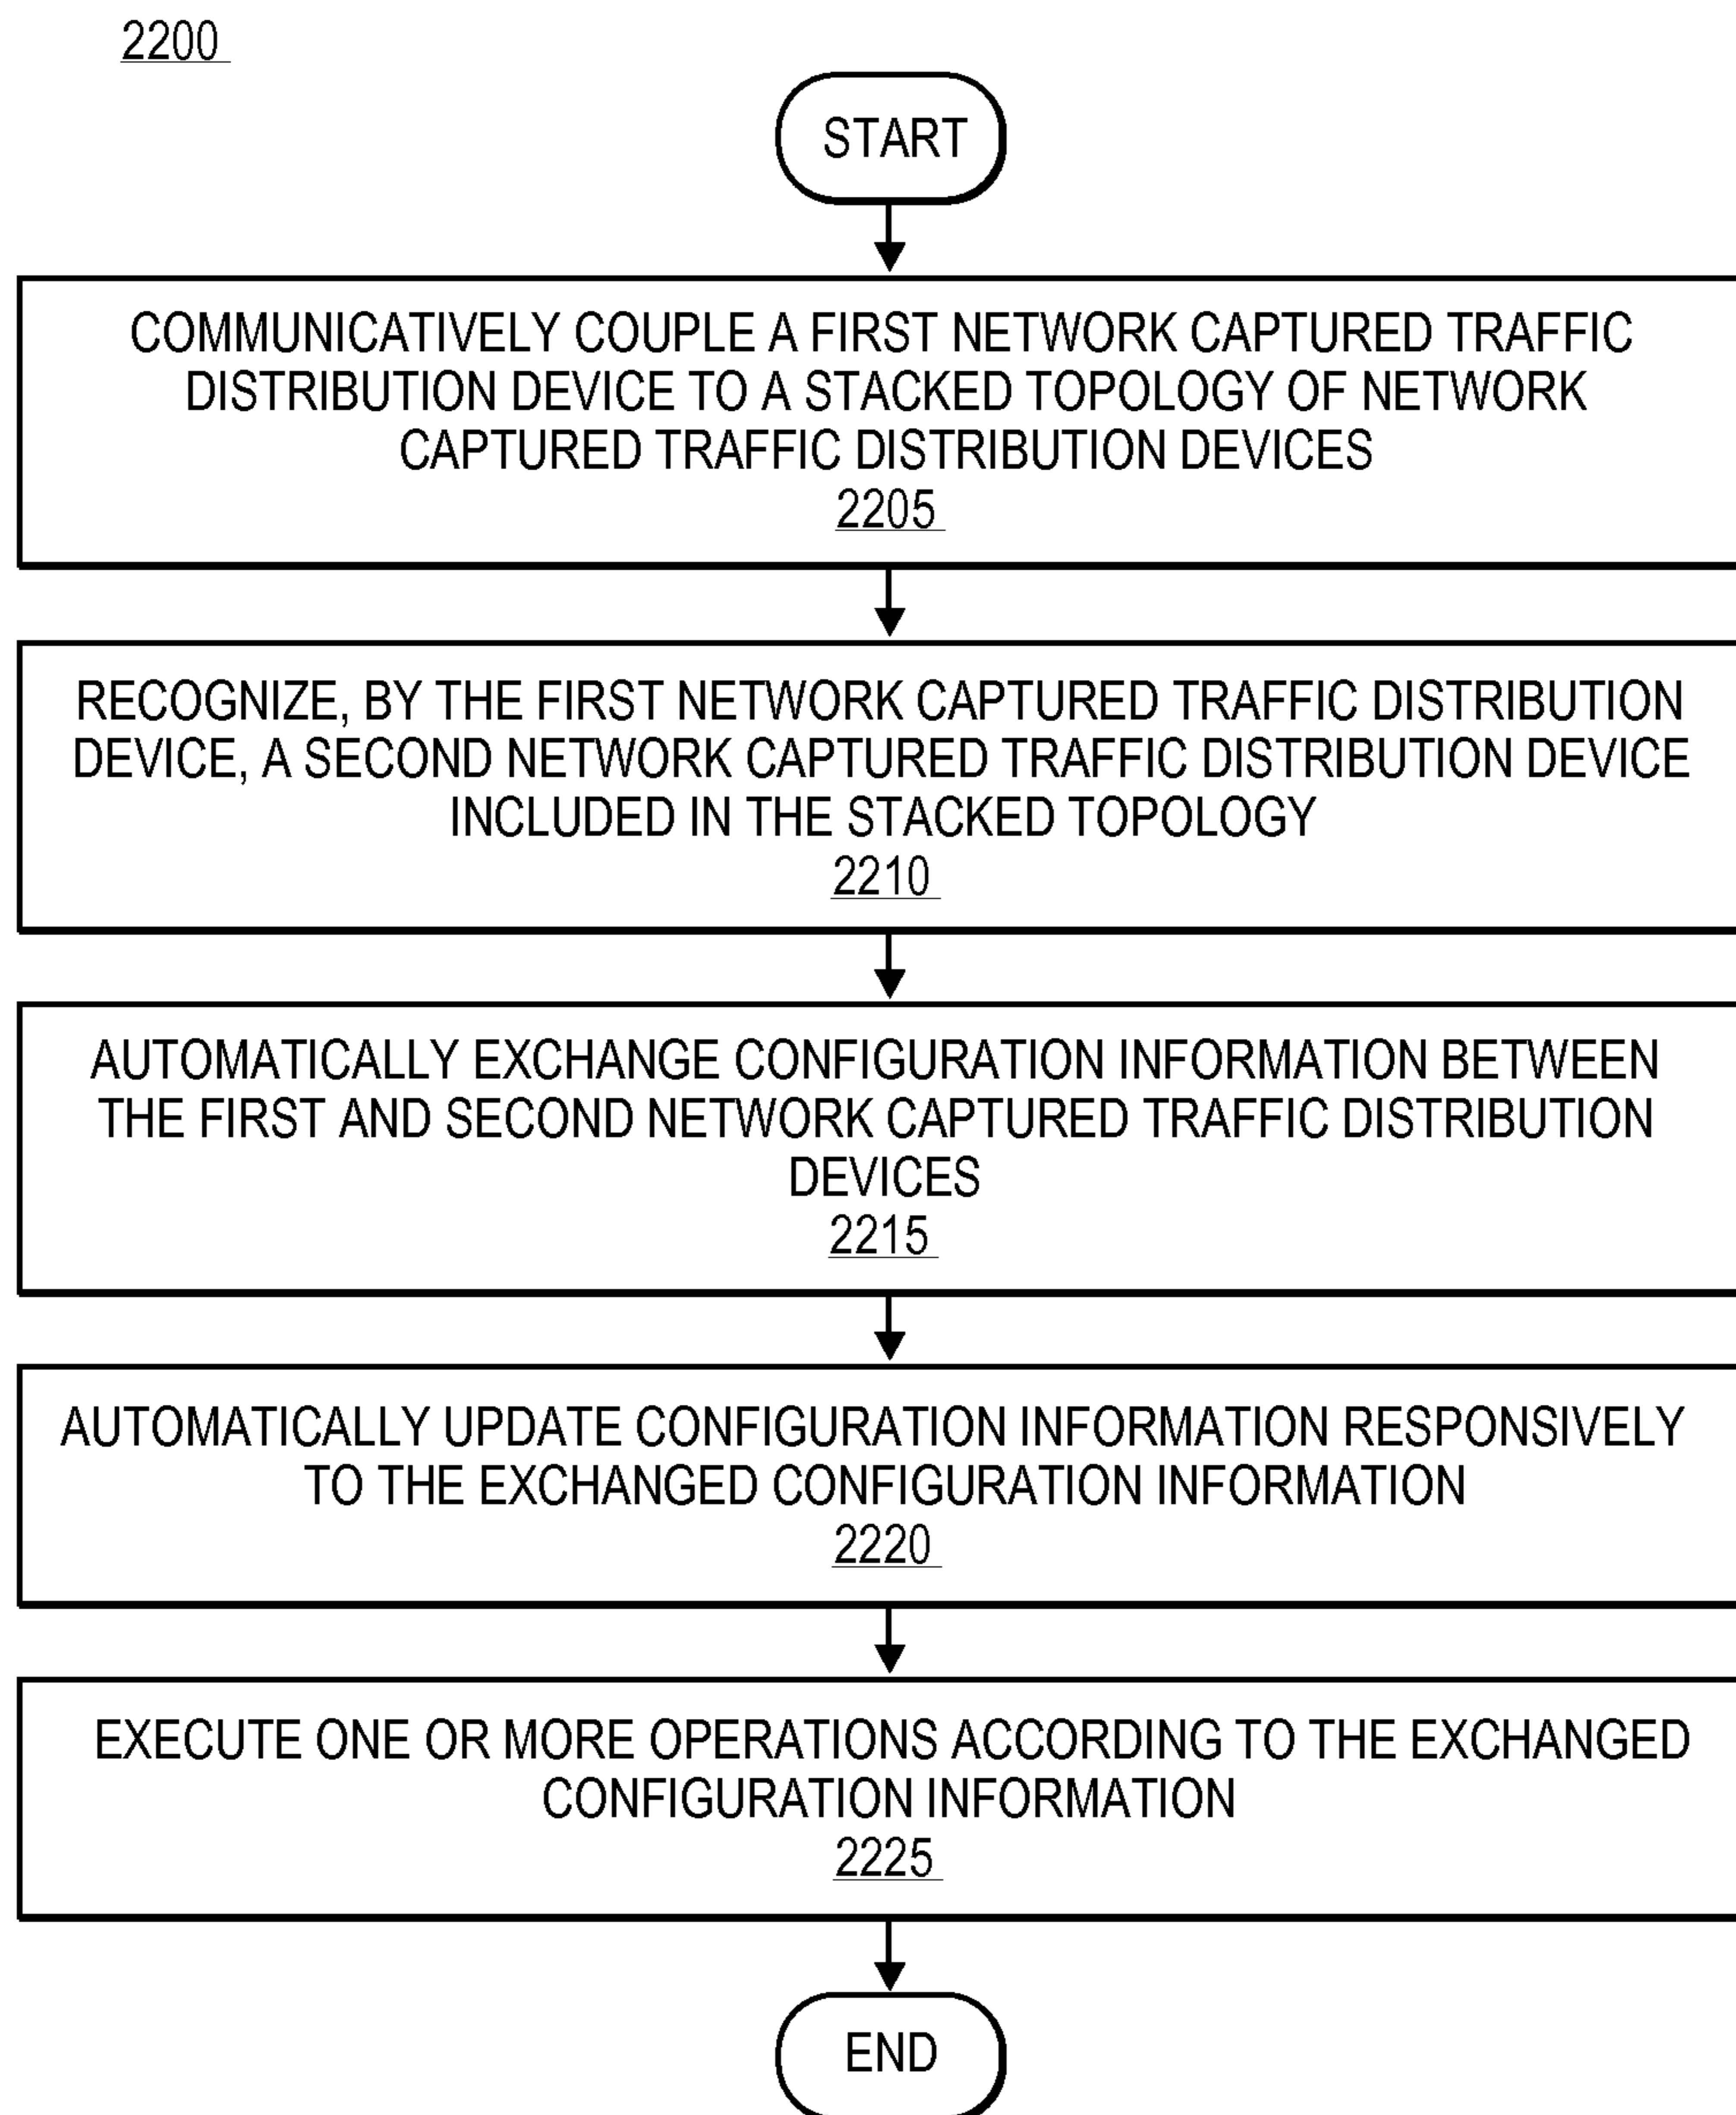 2200
START
COMMUNICATIVELY COUPLE A FIRST NETWORK CAPTURED TRAFFIC
DISTRIBUTION DEVICE TO A STACKED TOPOLOGY OF NETWORK
CAPTURED TRAFFIC DISTRIBUTION DEVICES
2205
RECOGNIZE, BY THE FIRST NETWORK CAPTURED TRAFFIC DISTRIBUTION
DEVICE, A SECOND NETWORK CAPTURED TRAFFIC DISTRIBUTION DEVICE
INCLUDED IN THE STACKED TOPOLOGY
2210
AUTOMATICALLY EXCHANGE CONFIGURATION INFORMATION BETWEEN
THE FIRST AND SECOND NETWORK CAPTURED TRAFFIC DISTRIBUTION
DEVICES
2215
AUTOMATICALLY UPDATE CONFIGURATION INFORMATION RESPONSIVELY
TO THE EXCHANGED CONFIGURATION INFORMATION
2220
EXECUTE ONE OR MORE OPERATIONS ACCORDING TO THE EXCHANGED
CONFIGURATION INFORMATION
2225
END